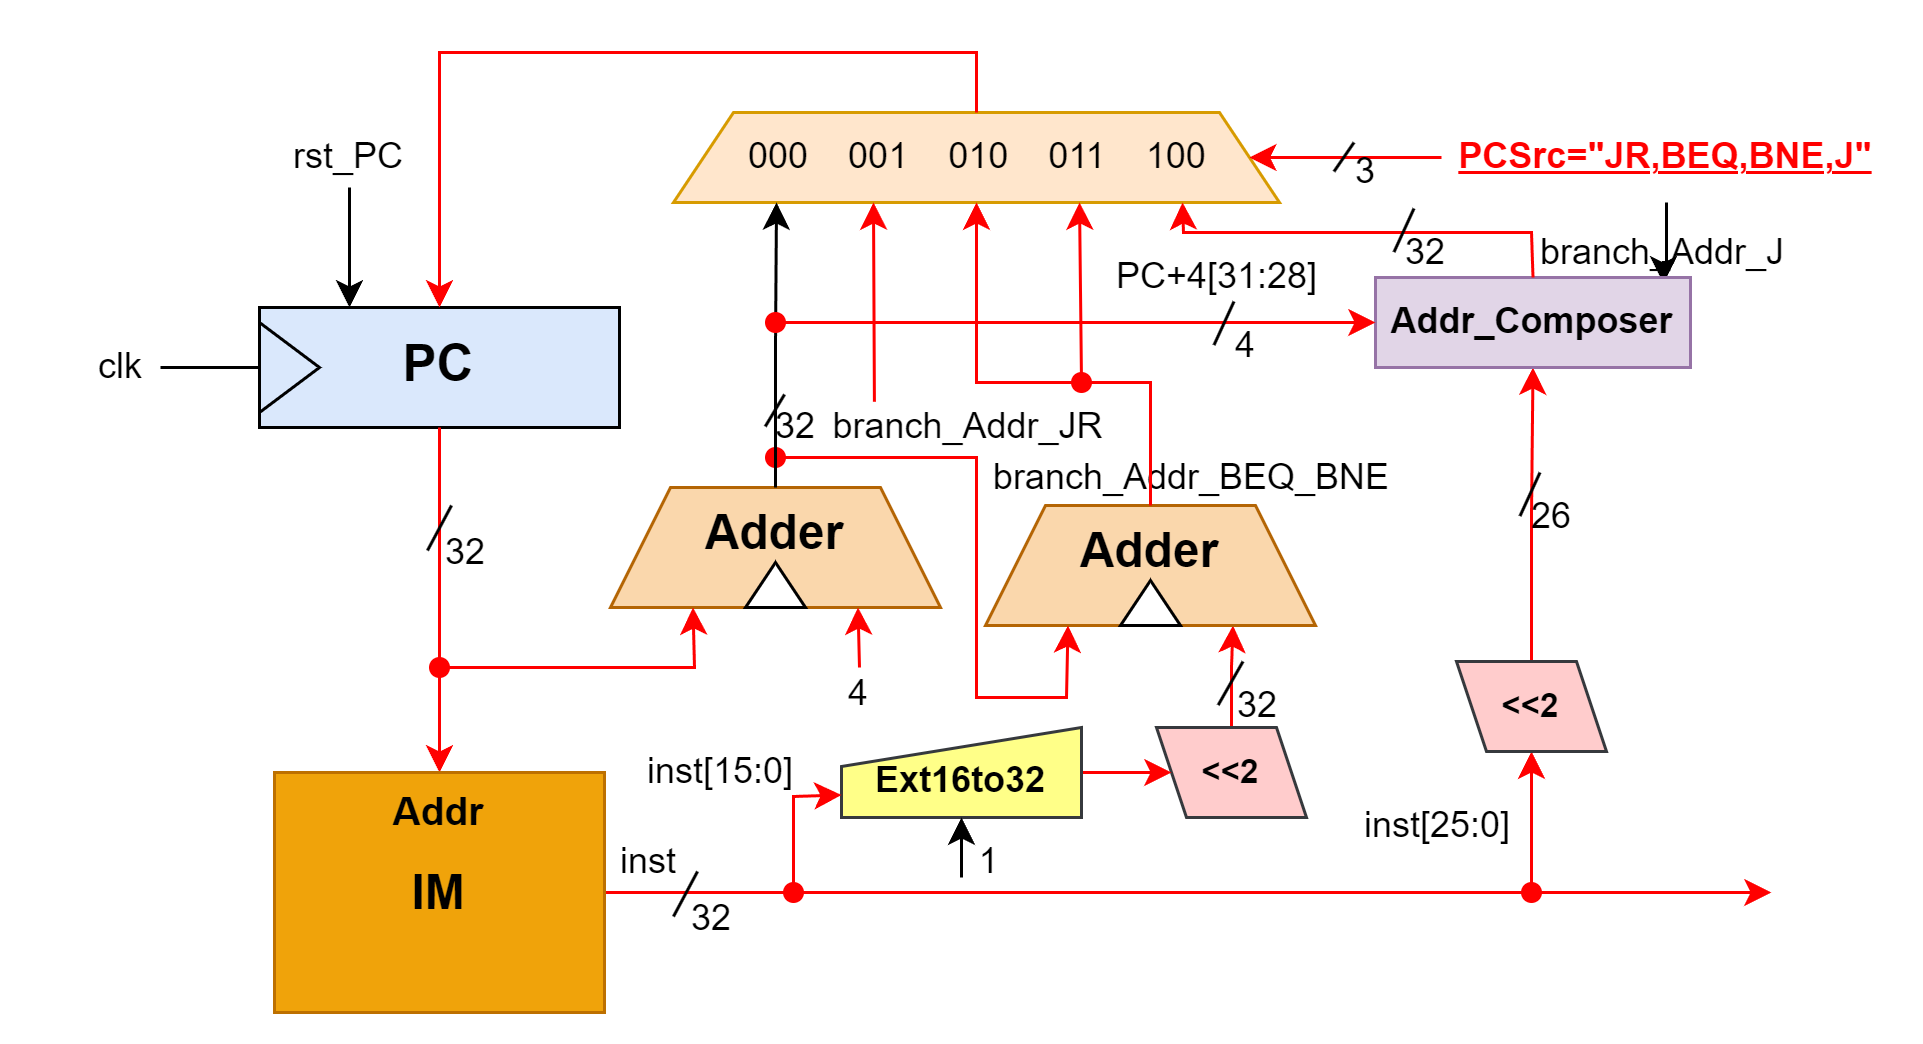 rst_PC
000 001 010 011 100
PCSrc="JR,BEQ,BNE,J"
3
32
branch_Addr_J
PC+4[31:28]
4
Addr_Composer
clk
PC
32
branch_Addr_JR
branch_Addr_BEQ_BNE
26
32
Adder
Adder
4
32
<<2
inst[15:0]
Ext16to32
<<2
Addr
inst[25:0]
IM
inst
1
32